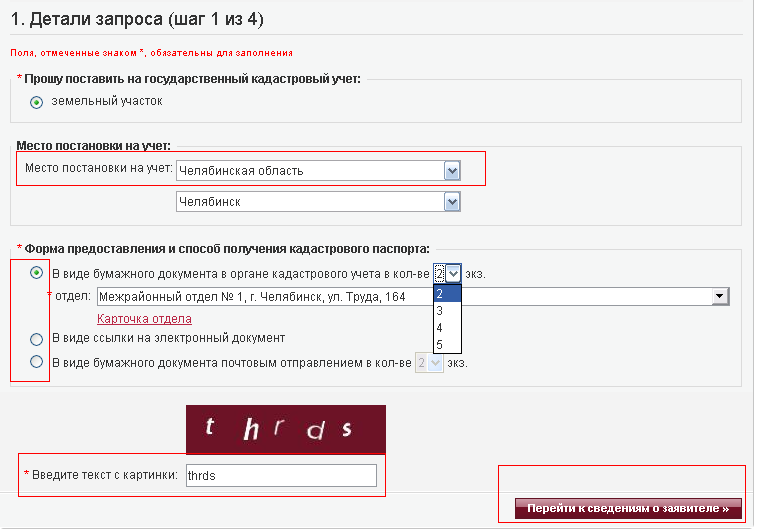 1. Детали запроса (шаг 1 из 4)
Поля, отмеченные знаком *, обязательны для заполнения
* Прошу поставить на государственный кадастровый учет:
земельный участок
Место постановки на учет:
Место постановки на учет: Челябинская область
Челябинск
* Форма предоставления и способ получения кадастрового паспорта:
В виде бумажного документа в органе кадастрового учета в кол-ве 2 экз.
* отдел: Межрайонный отдел № 1, г. Челябинск, ул. Труда, 164
2
3
4
5
Карточка отдела
В виде ссылки на электронный документ
В виде бумажного документа почтовым отправлением в кол-ве 2 экз.
t h r d s
* Введите текст с картинки: thrds
Перейти к сведениям о заявителе »